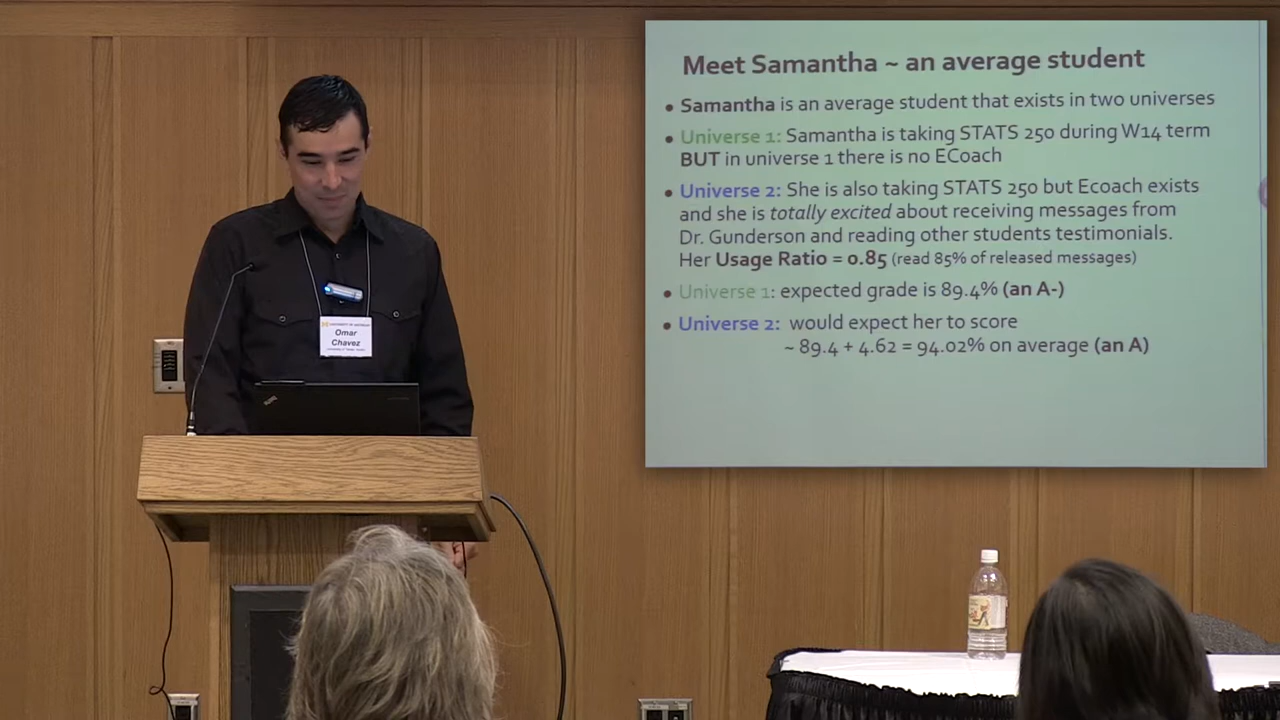 Meet Samantha ~ an average student
• Samantha is an average student that exists in two universes
• Universe 1: Samantha is taking STATS 250 during W14 term
BUT in universe 1 there is no ECoach
• Universe 2: She is also taking STATS 250 but Ecoach exists
and she is totally excited about receiving messages from
Dr. Gunderson and reading other students testimonials.
Her Usage Ratio = 0.85 (read 85% of released messages)
• Universe 1: expected grade is 89.4% (an A-)
• Universe 2: would expect her to score
~ 89.4 + 4.62 = 94.02% on average (an A)
Omar
Chavez